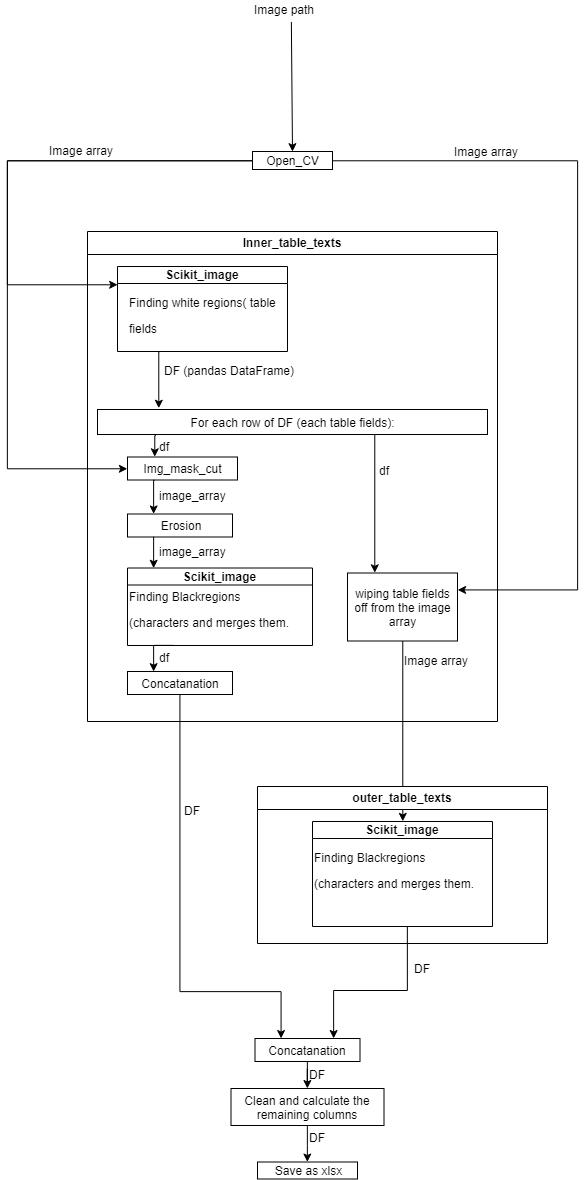 Image path
Image array
Open_CV
Image array
Inner_table_texts
Scikit_image
Finding white regions( table
fields
DF (pandas DataFrame)
For each row of DF (each table fields):
df
Img_mask_cut
df
image_array
Erosion
image_array
Scikit_image
Finding Blackregions
(characters and merges them.
wiping table fields
off from the image
array
df
Image array
Concatanation
outer_table_texts
DF
Scikit_image
Finding Blackregions
(characters and merges them.
DF
Concatanation
DF
Clean and calculate the
remaining columns
DF
Save as xlsx